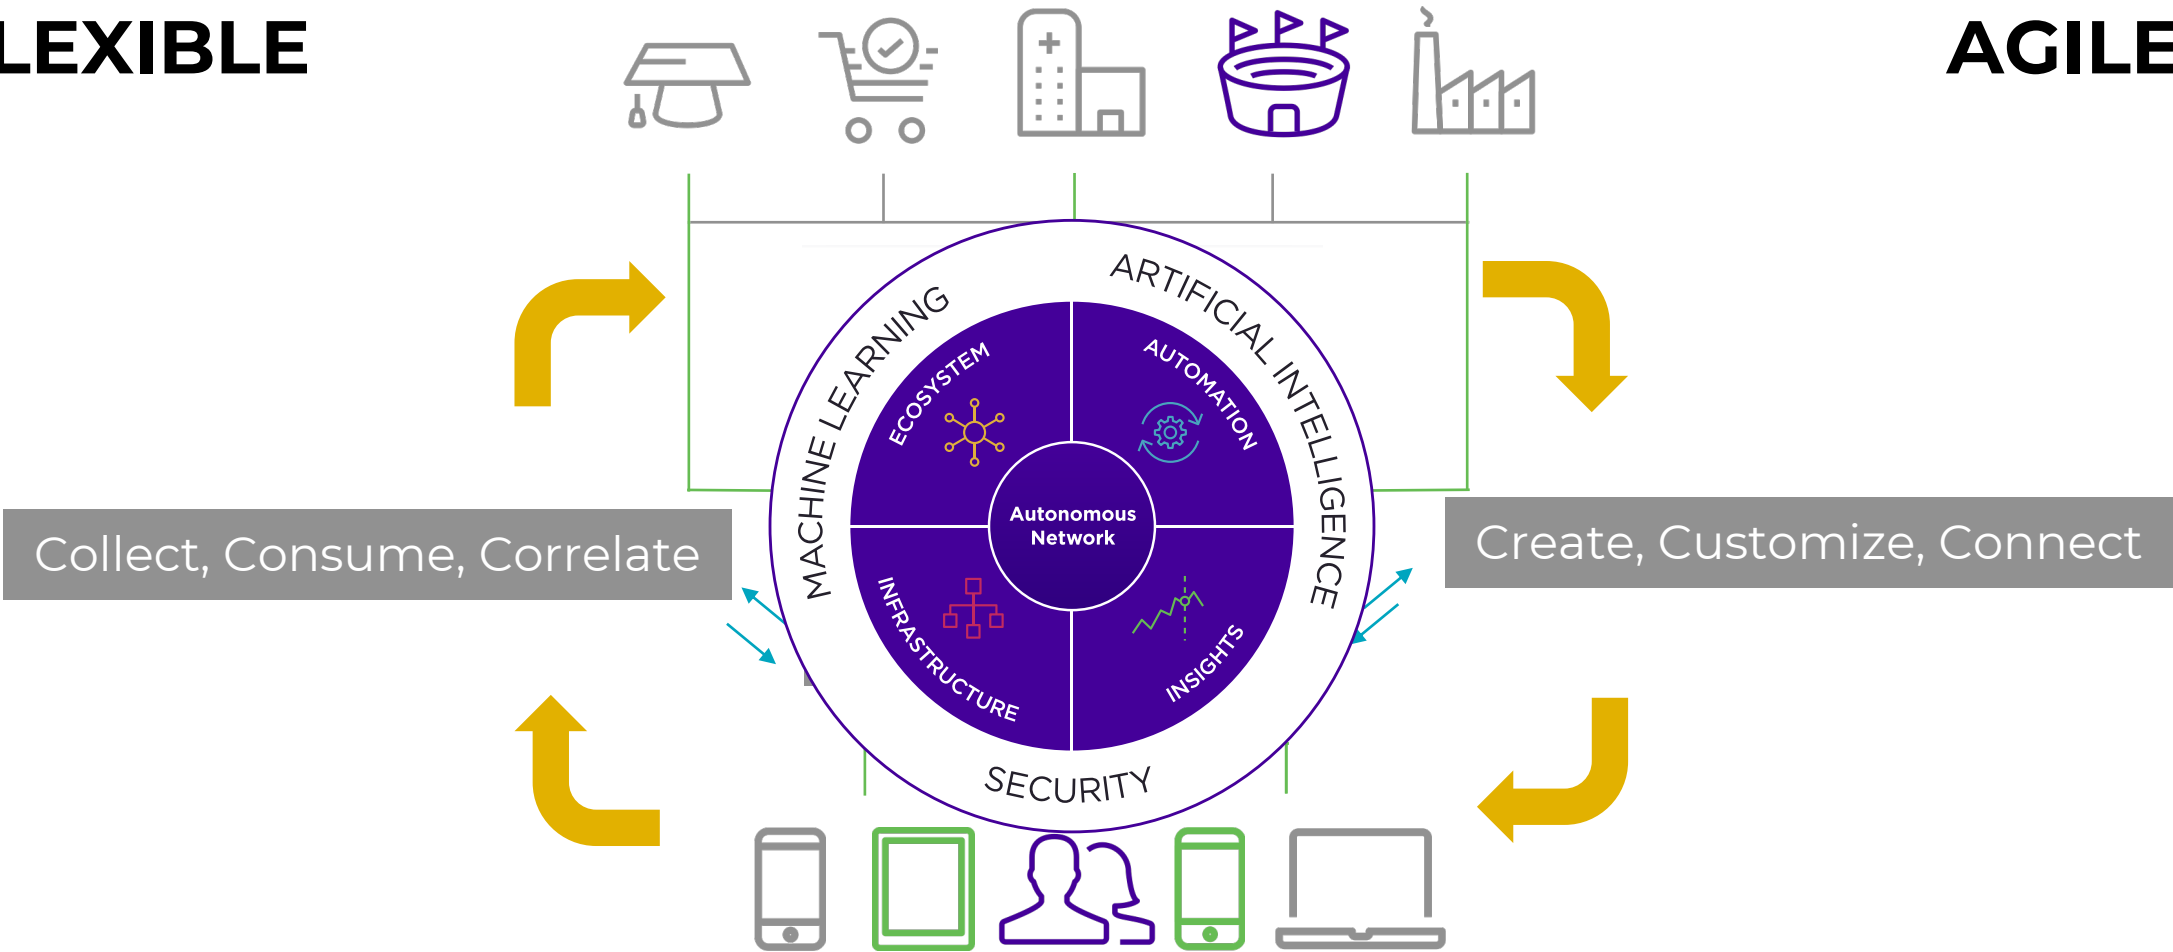 LEXIBLE
AGILE
MACHINE LEARNING
ARTIFICIAL INTELLIGENCE
ECOSYSTEM
AUTOMATION
Autonomous
Network
Collect, Consume, Correlate
Create, Customize, Connect
INFRASTRUCTURE
INSIGHTS
SECURITY